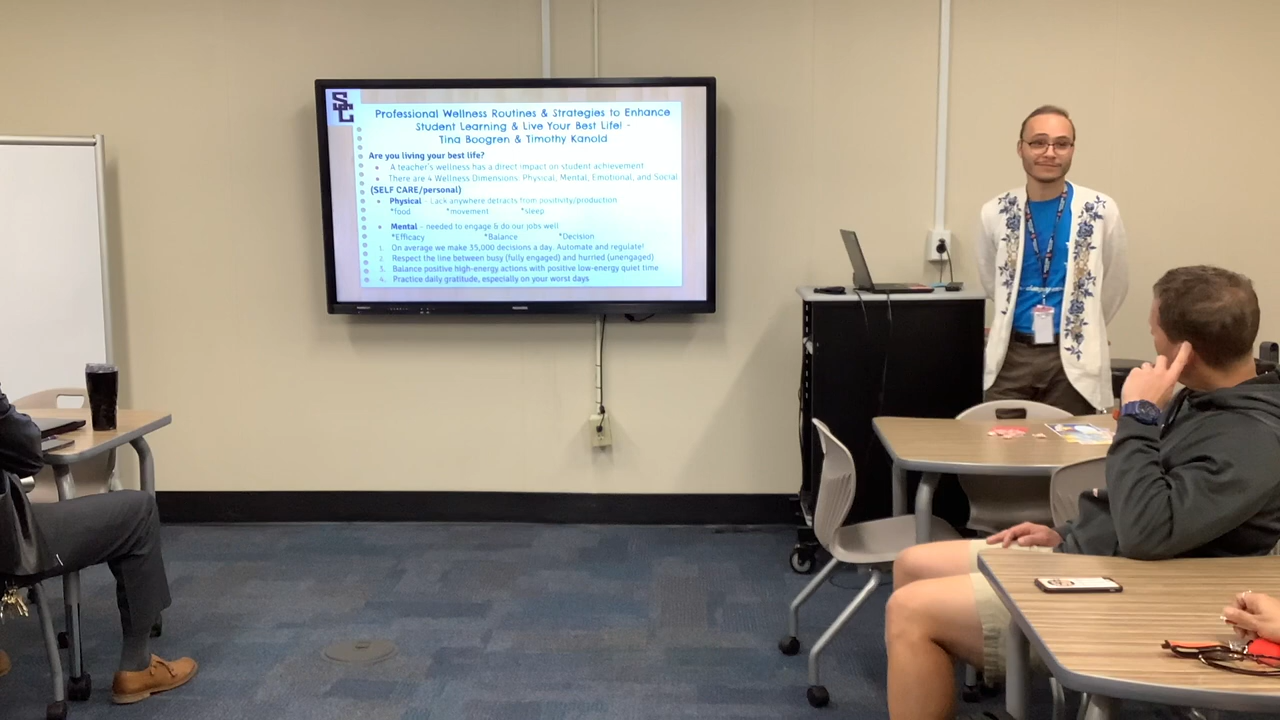 SC
Professional Wellness Routines & Strategies to Enhance
Student Learning & Live Your Best Life! -
Tina Boogren & Timothy Kanold
Are you living your best life?
• A teacher's wellness has a direct impact on student achievement
• There are 4 Wellness Dimensions: Physical, Mental, Emotional, and Social
(SELF CARE/personal)
• Physical - Lack anywhere detracts from positivity/production
*food *movement *sleep
• Mental - needed to engage & do our jobs well
*Efficacy *Balance *Decision
1. On average we make 35,000 decisions a day. Automate and regulate!
2. Respect the line between busy (fully engaged) and hurried (unengaged)
3. Balance positive high-energy actions with positive low-energy quiet time
4. Practice daily gratitude, especially on your worst days